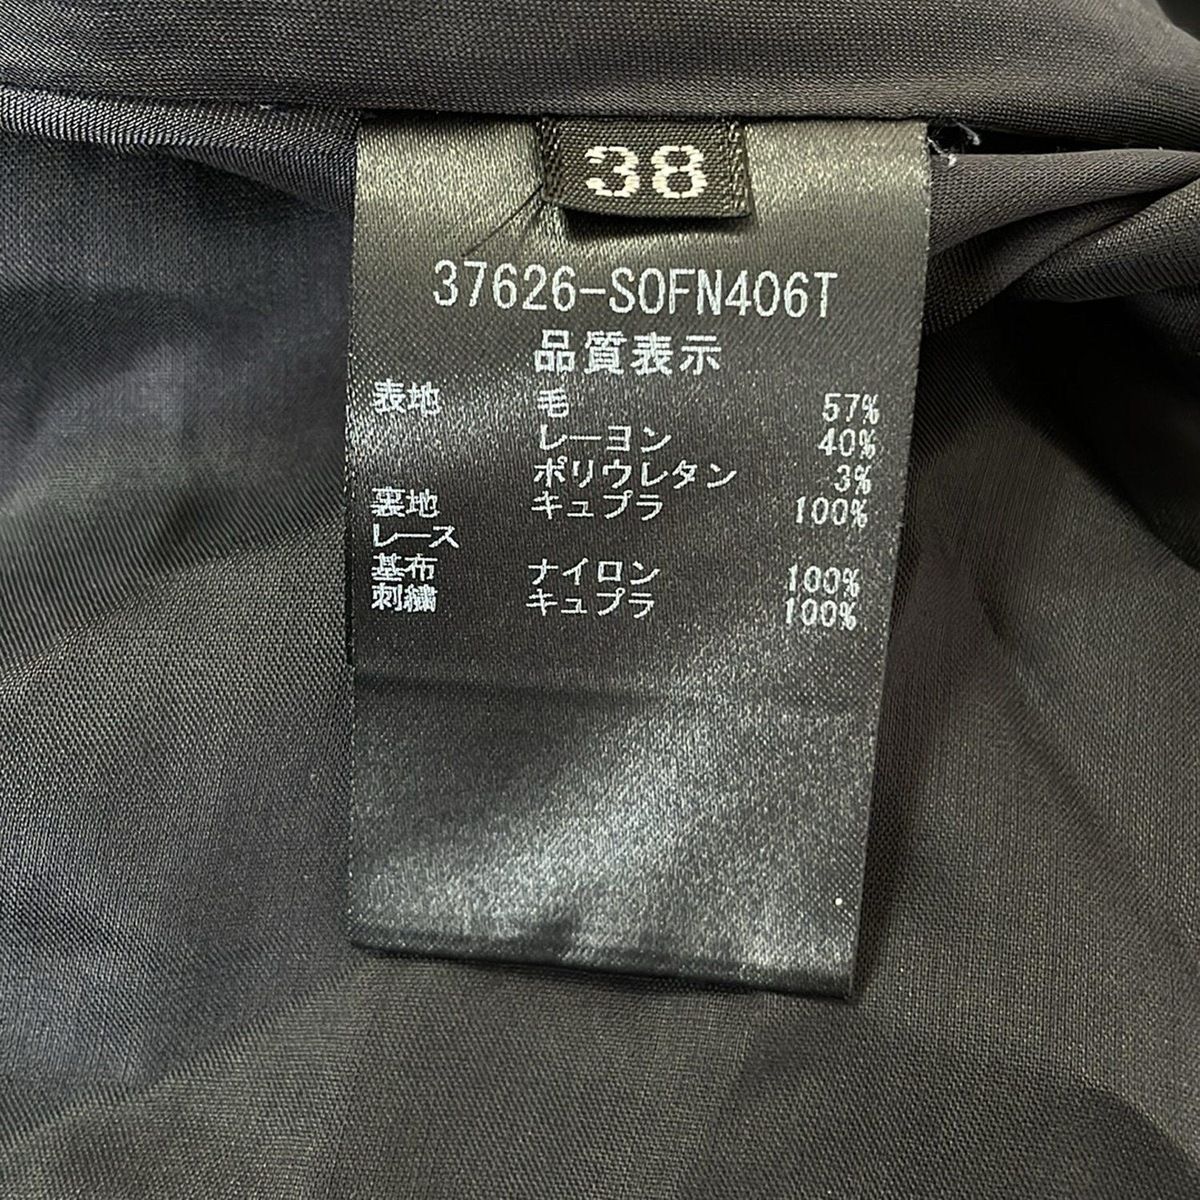 38
37626-SOFN406T
品質表示
表地 毛 57%
レーヨン 40%
ポリウレタン 3%
裏地 キュプラ 100%
レース
基布 ナイロン 100%
刺繍 キュプラ 100%